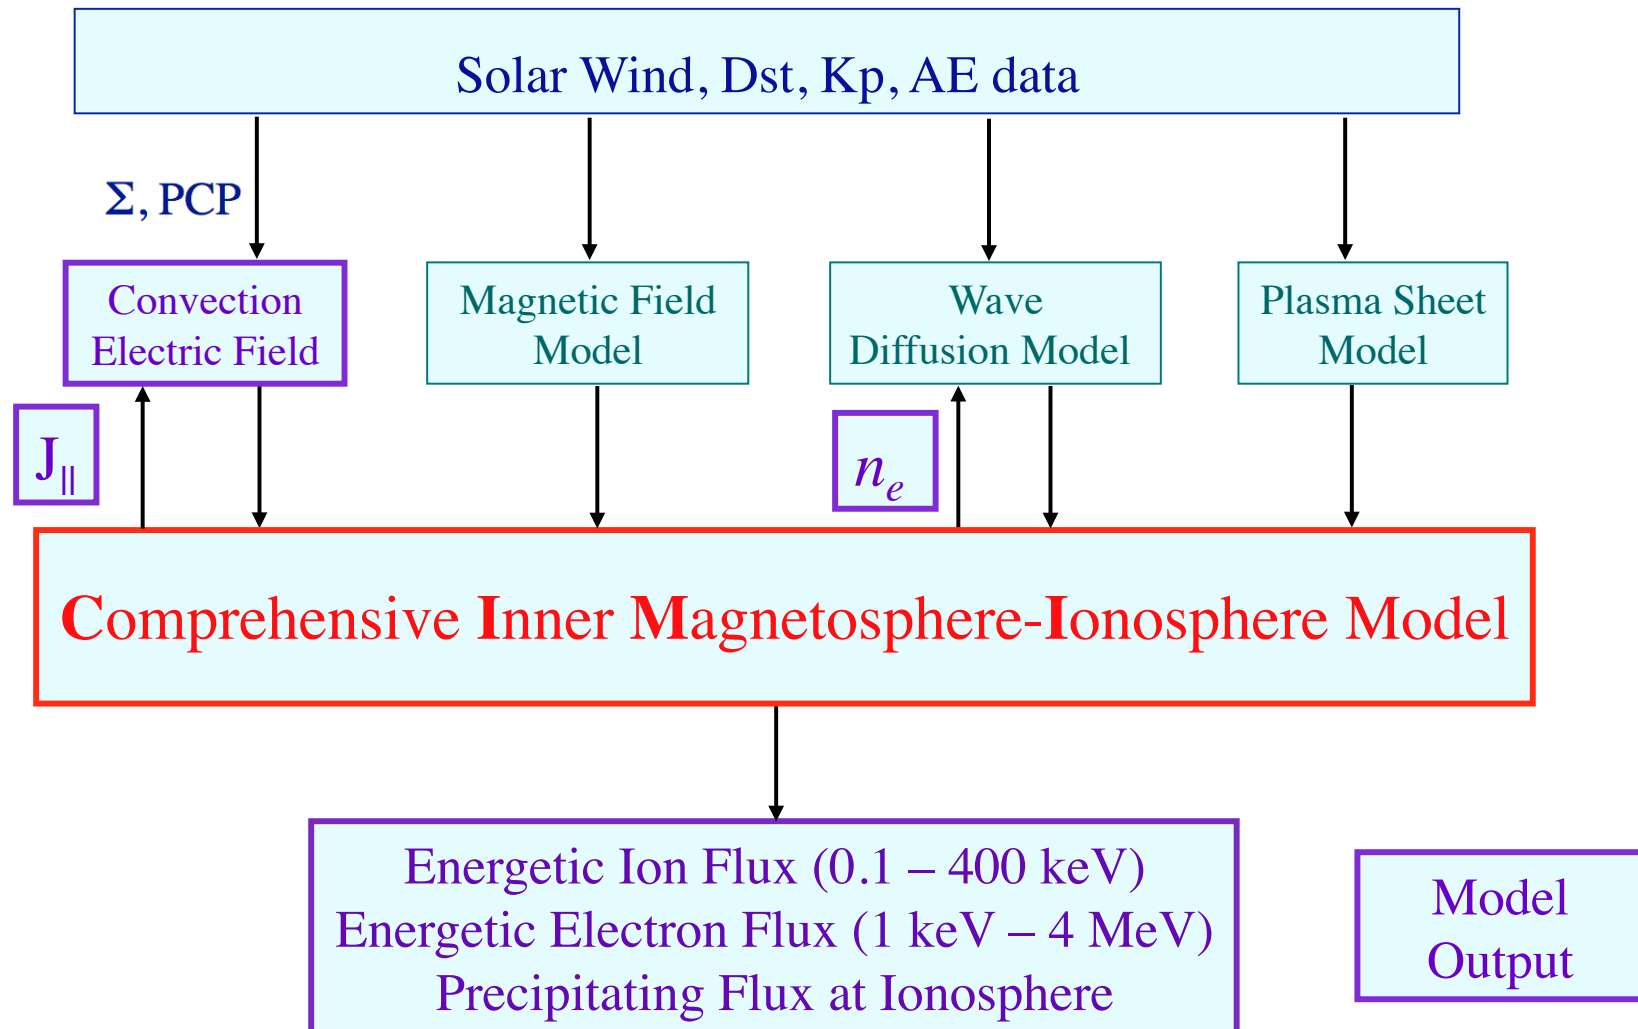 Solar Wind, Dst, Kp, AE data
Σ, PCP
Convection
Electric Field
Magnetic Field
Model
Wave
Diffusion Model
Plasma Sheet
Model
J||
nₑ
Comprehensive Inner Magnetosphere-Ionosphere Model
Energetic Ion Flux (0.1 – 400 keV)
Energetic Electron Flux (1 keV – 4 MeV)
Precipitating Flux at Ionosphere
Model
Output